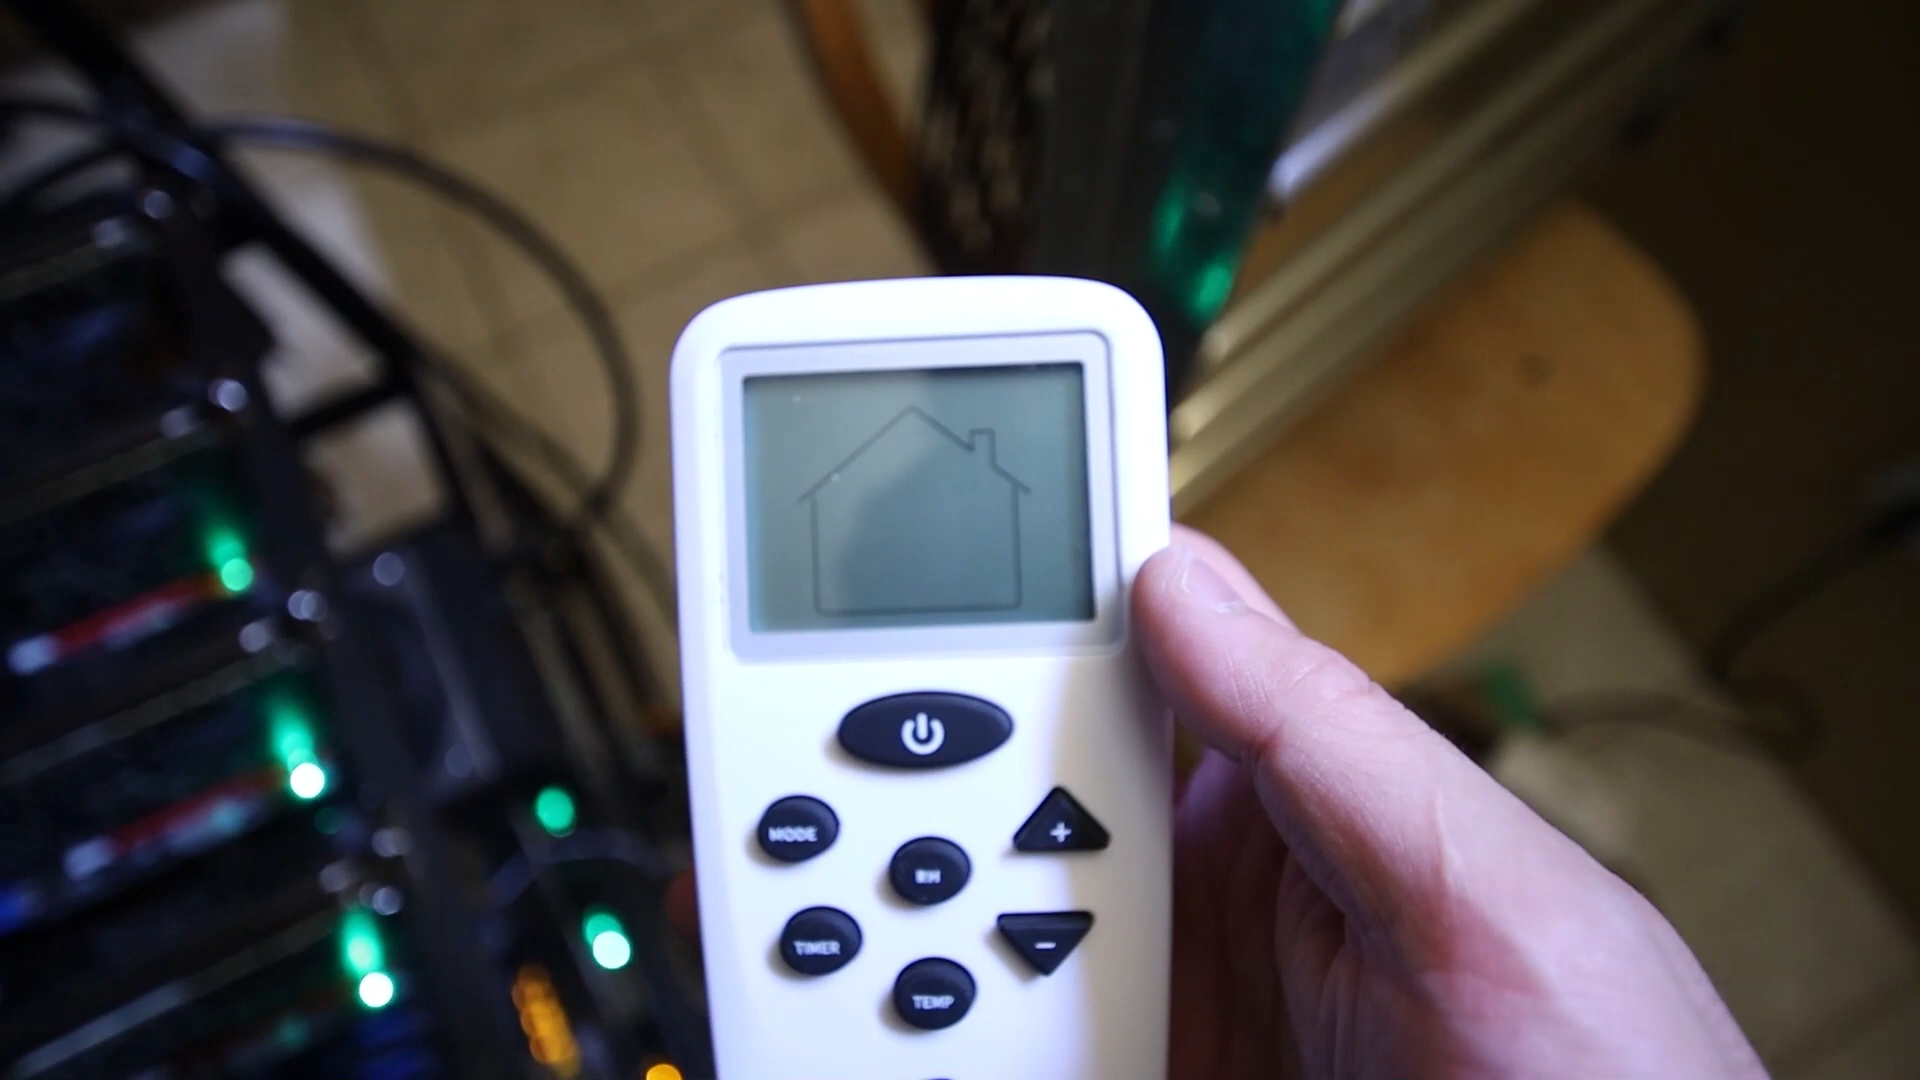 MODE
+
RH
TIMER
−
TEMP